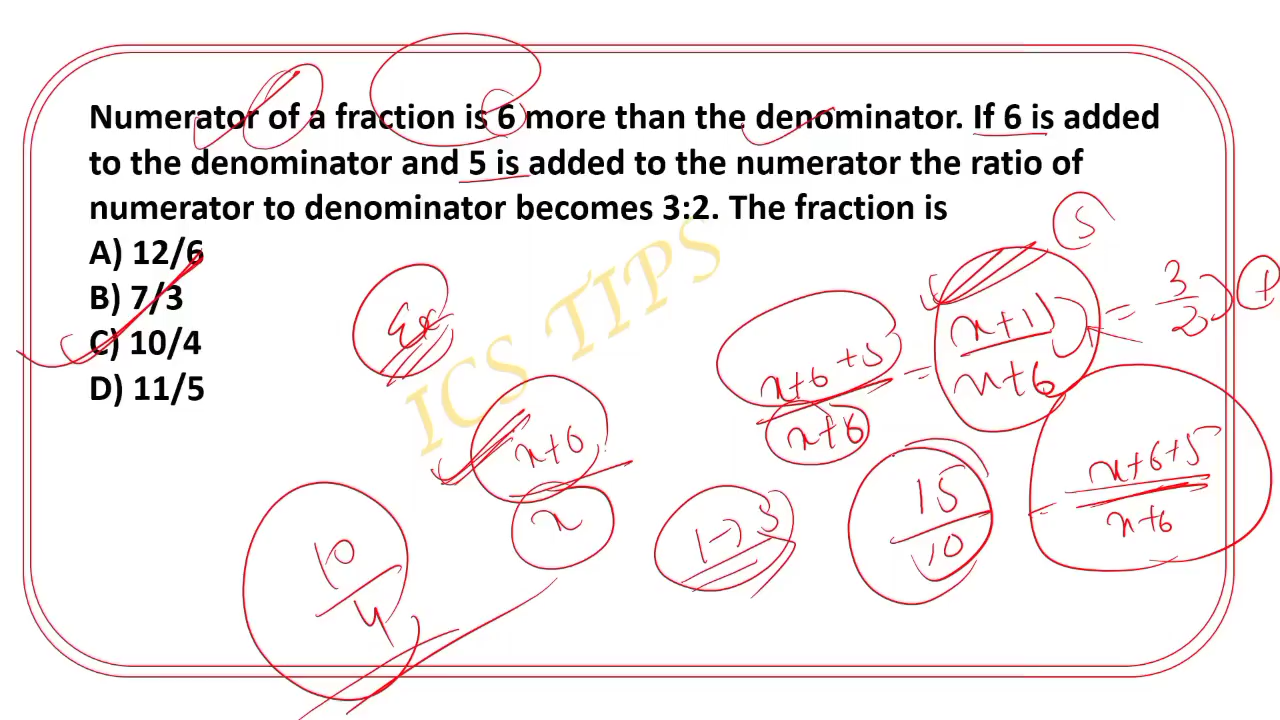 Numerator of a fraction is 6 more than the denominator. If 6 is added
to the denominator and 5 is added to the numerator the ratio of
numerator to denominator becomes 3:2. The fraction is
A) 12/6
B) 7/3
C) 10/4
D) 11/5
ICS TIPS
x+6+5
x+6
=
x+11
x+6
=
3
2
x+6
x
1→3
15
10
=
x+6+5
x+6
10
4